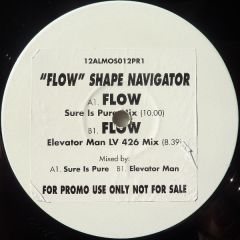 12ALMOS012PR1
"FLOW" SHAPE NAVIGATOR
A1. FLOW
Sure Is Pure Mix (10.00)
B1. FLOW
Elevator Man LV 426 Mix (8.39)
Mixed by:
A1. Sure Is Pure B1. Elevator Man
FOR PROMO USE ONLY NOT FOR SALE